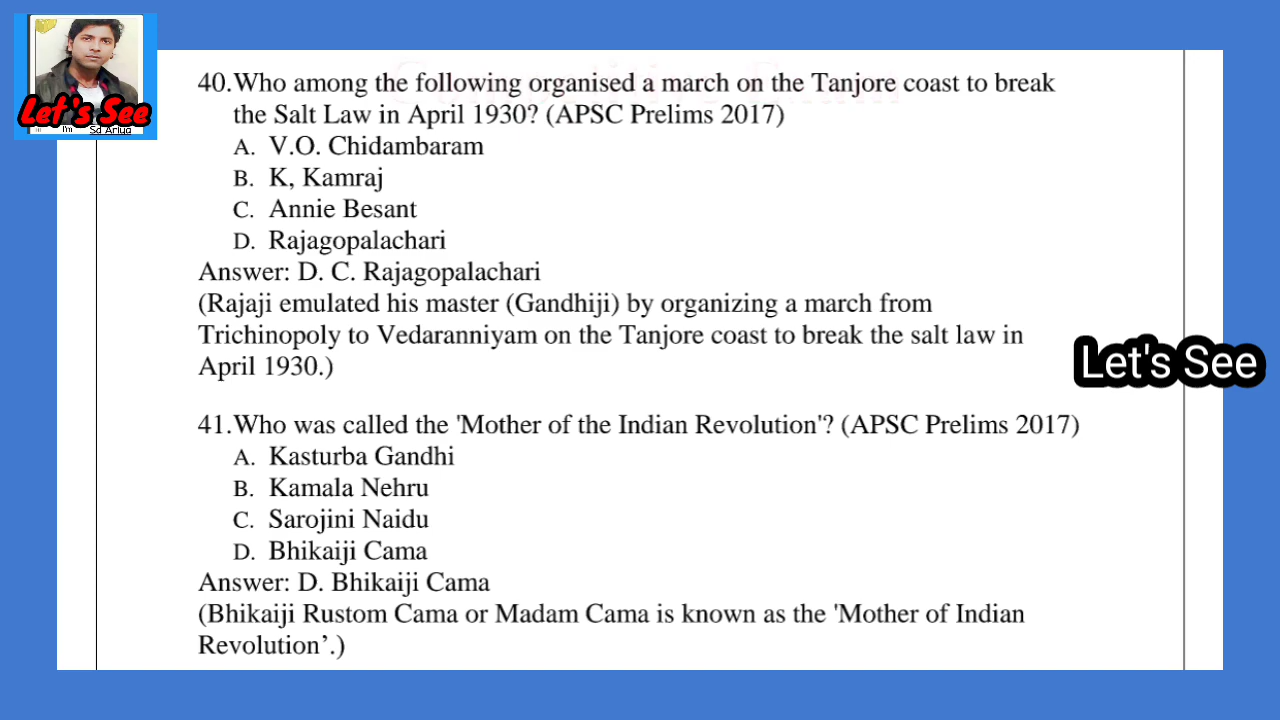 Let's See
I'm Sd Ariya
40.Who among the following organised a march on the Tanjore coast to break
the Salt Law in April 1930? (APSC Prelims 2017)
A. V.O. Chidambaram
B. K, Kamraj
C. Annie Besant
D. Rajagopalachari
Answer: D. C. Rajagopalachari
(Rajaji emulated his master (Gandhiji) by organizing a march from
Trichinopoly to Vedaranniyam on the Tanjore coast to break the salt law in
April 1930.)
Let's See
41.Who was called the 'Mother of the Indian Revolution'? (APSC Prelims 2017)
A. Kasturba Gandhi
B. Kamala Nehru
C. Sarojini Naidu
D. Bhikaiji Cama
Answer: D. Bhikaiji Cama
(Bhikaiji Rustom Cama or Madam Cama is known as the 'Mother of Indian
Revolution’.)